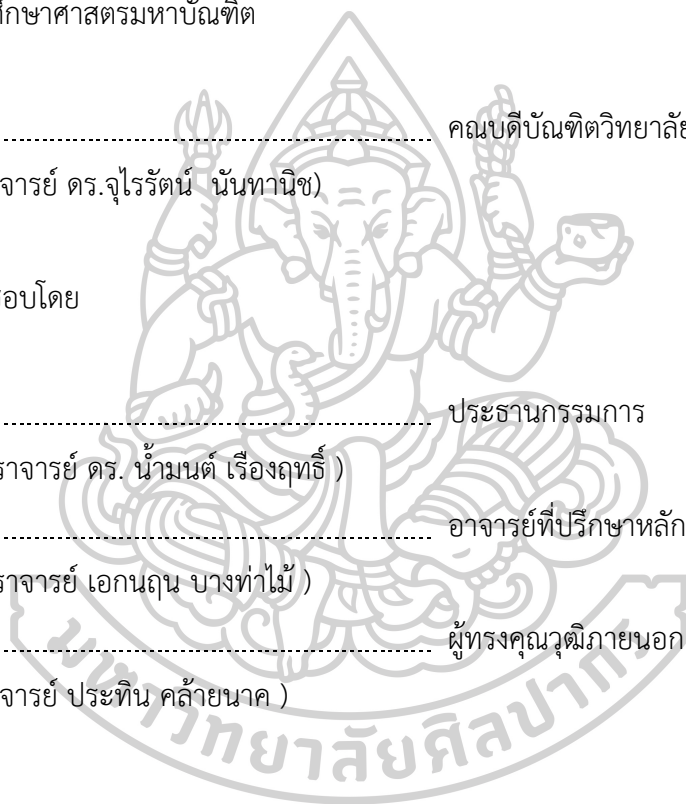 ศึกษาศาสตรมหาบัณฑิต
คณบดีบัณฑิตวิทยาลัย
จารย์ ดร.จุไรรัตน์ นันทานิช)
อบโดย
ประธานกรรมการ
ราจารย์ ดร. น้ำมนต์ เรืองฤทธิ์ )
อาจารย์ที่ปรึกษาหลัก
ราจารย์ เอกนฤน บางท่าไม้ )
ผู้ทรงคุณวุฒิภายนอก
จารย์ ประทิน คล้ายนาค )
มหาวิทยาลัยศิลปากร